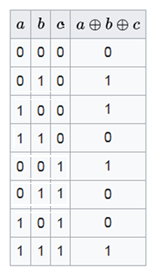 a b c a ⊕ b ⊕ c
0 0 0 0
0 1 0 1
1 0 0 1
1 1 0 0
0 0 1 1
0 1 1 0
1 0 1 0
1 1 1 1